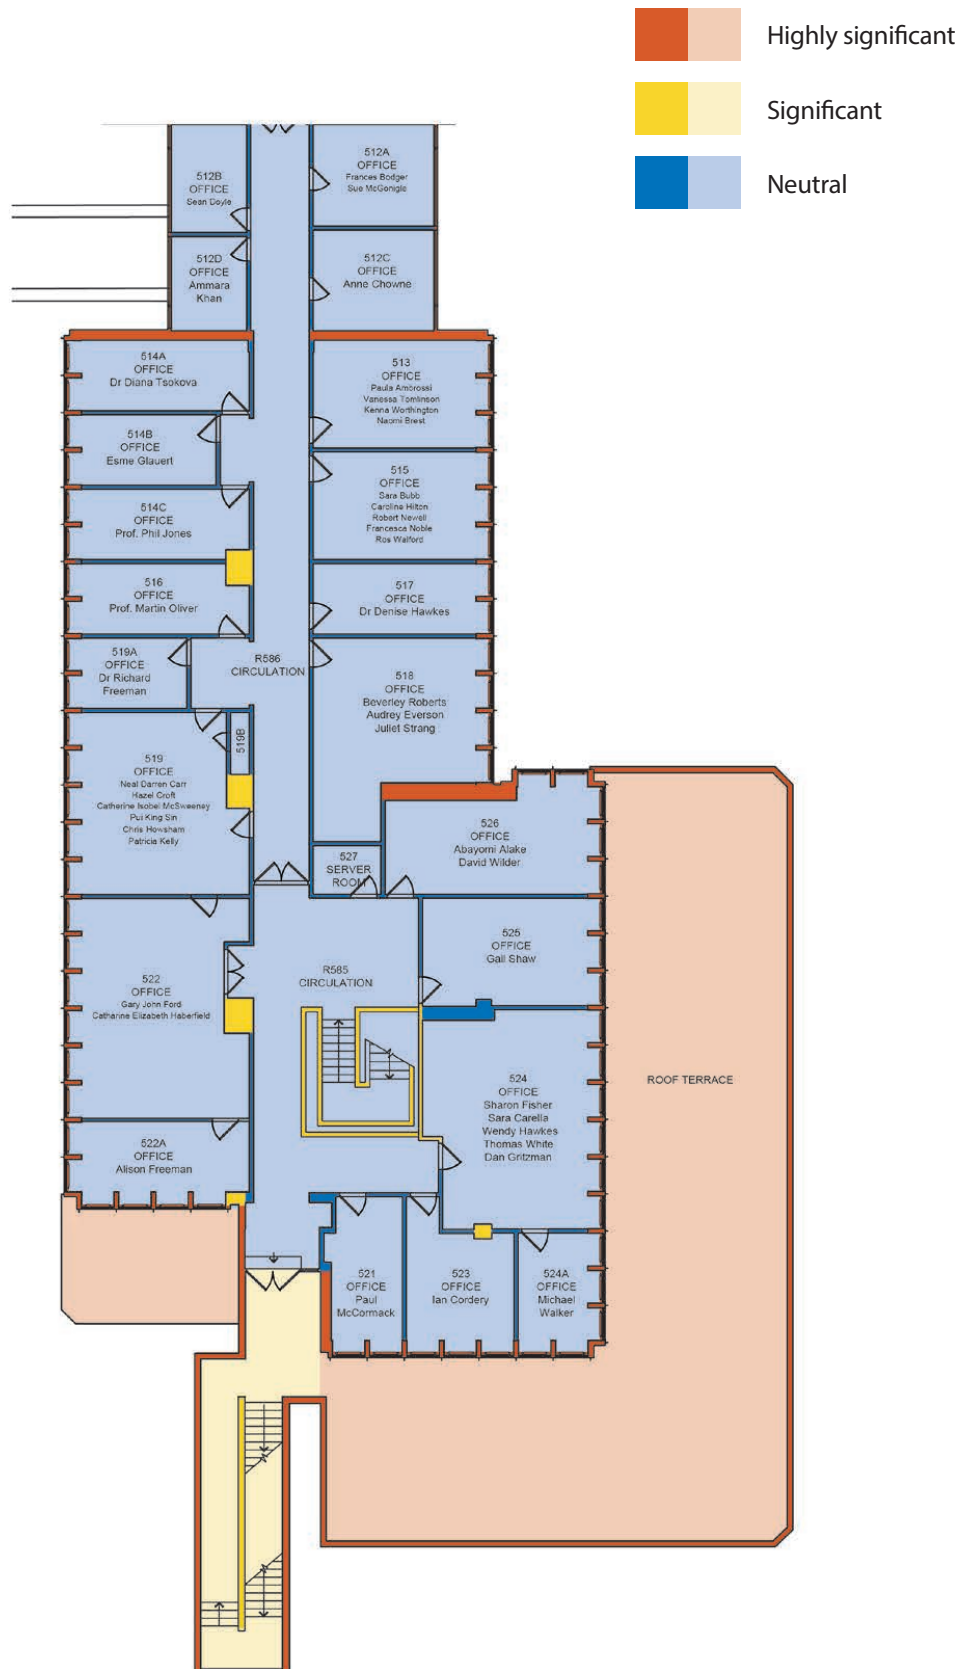 Highly significant
Significant
Neutral
512A
OFFICE
Frances Bodger
Sue McGonigle
512B
OFFICE
Sean Doyle
512D
OFFICE
Ammara
Khan
512C
OFFICE
Anne Chowne
514A
OFFICE
Dr Diana Tsokova
513
OFFICE
Paula Ambrossi
Vanessa Tomlinson
Kenna Worthington
Naomi Brest
514B
OFFICE
Esme Glauert
515
OFFICE
Sara Bubb
Caroline Hilton
Robert Newell
Francesca Noble
Ros Walford
514C
OFFICE
Prof. Phil Jones
516
OFFICE
Prof. Martin Oliver
517
OFFICE
Dr Denise Hawkes
519A
OFFICE
Dr Richard
Freeman
R586
CIRCULATION
518
OFFICE
Beverley Roberts
Audrey Everson
Juliet Strang
519B
519
OFFICE
Neal Darren Carr
Hazel Croft
Catherine Isobel McSweeney
Pui King Sin
Chris Howsham
Patricia Kelly
526
OFFICE
Abayomi Alake
David Wilder
527
SERVER
ROOM
525
OFFICE
Gail Shaw
522
OFFICE
Gary John Ford
Catharine Elizabeth Haberfield
R585
CIRCULATION
524
OFFICE
Sharon Fisher
Sara Carella
Wendy Hawkes
Thomas White
Dan Gritzman
ROOF TERRACE
522A
OFFICE
Alison Freeman
521
OFFICE
Paul
McCormack
523
OFFICE
Ian Cordery
524A
OFFICE
Michael
Walker